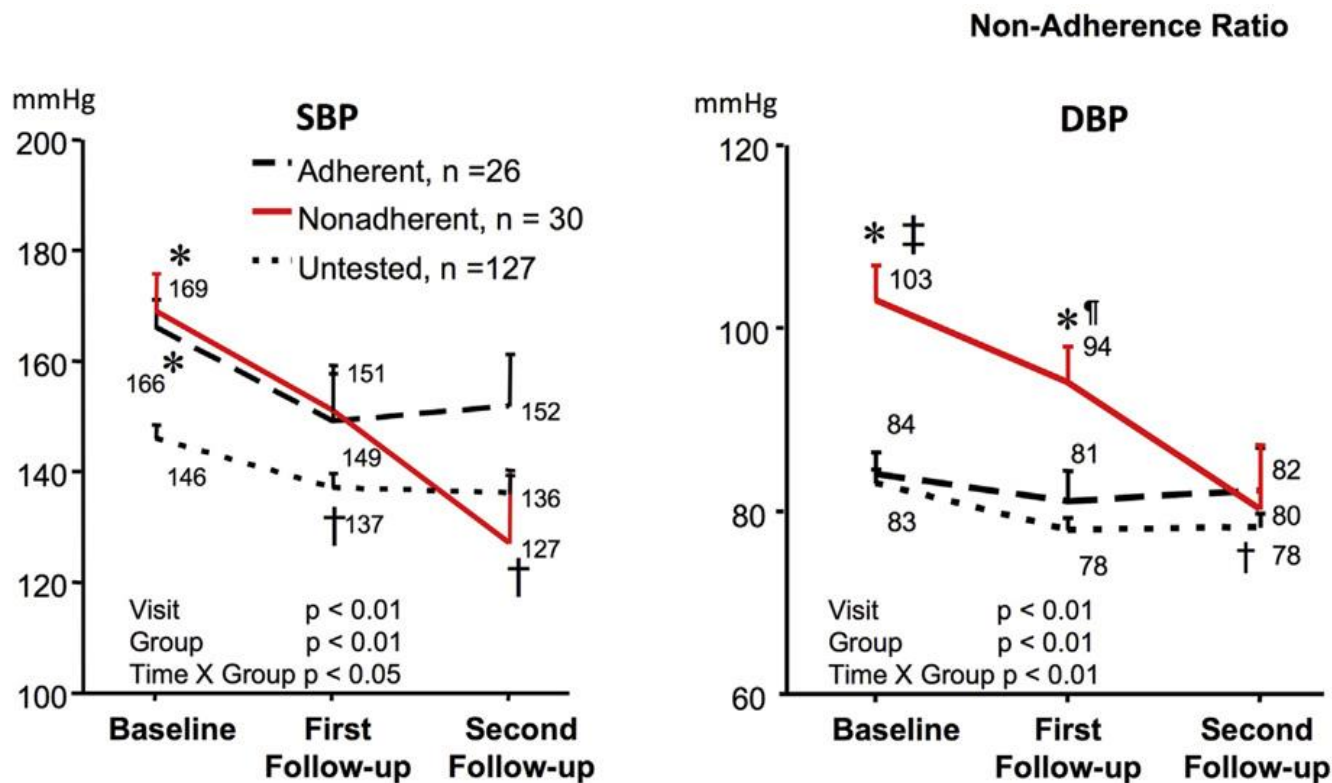 Non-Adherence Ratio
mmHg
SBP
200
180
160
140
120
100
Adherent, n =26
Nonadherent, n = 30
Untested, n =127
*
169
166
*
146
151
149
†137
152
136
127
†
Visit p < 0.01
Group p < 0.01
Time X Group p < 0.05
Baseline
First
Follow-up
Second
Follow-up
mmHg
DBP
120
100
80
60
* ‡
103
* ¶
94
84
83
81
78
82
80
† 78
Visit p < 0.01
Group p < 0.01
Time X Group p < 0.01
Baseline
First
Follow-up
Second
Follow-up